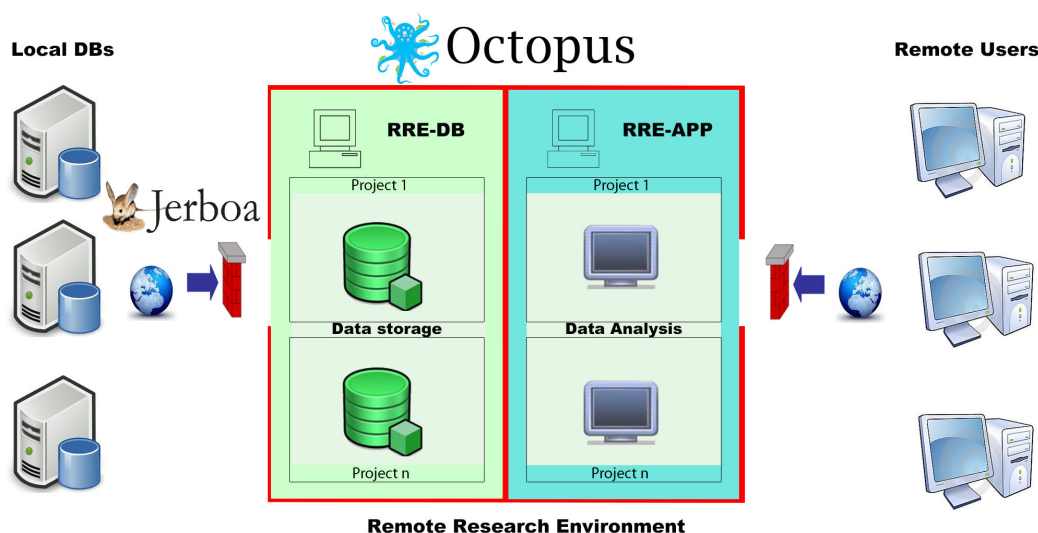 Octopus
Local DBs
Remote Users
RRE-DB
RRE-APP
Project 1
Project 1
Jerboa
Data storage
Data Analysis
Project n
Project n
Remote Research Environment